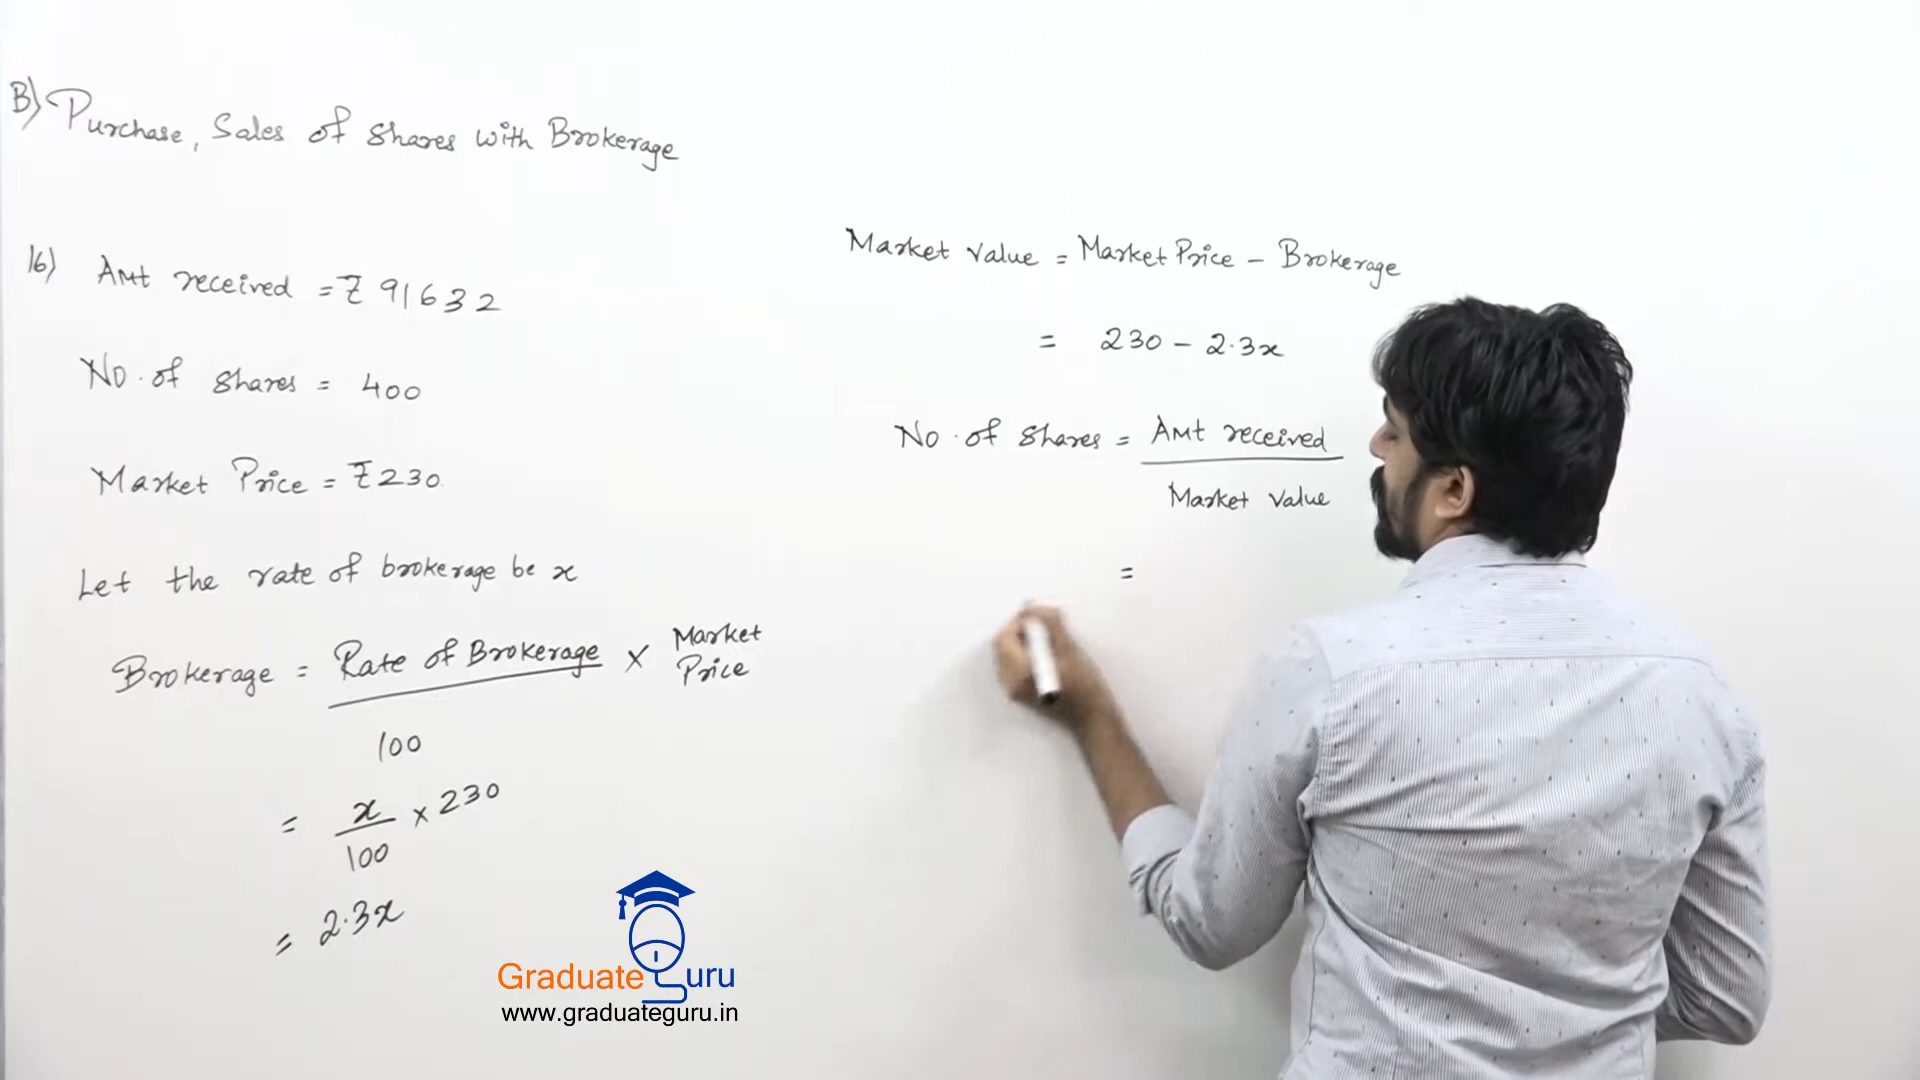 B) Purchase, Sales of shares with Brokerage
16) Amt received = ₹ 91632
No. of shares = 400
Market Price = ₹230
Let the rate of brokerage be x
Brokerage = Rate of Brokerage × Market Price
100
= x/100 × 230
= 2.3x
Market value = Market Price - Brokerage
= 230 - 2.3x
No. of shares = Amt received
Market value
=
Graduate Guru
www.graduateguru.in